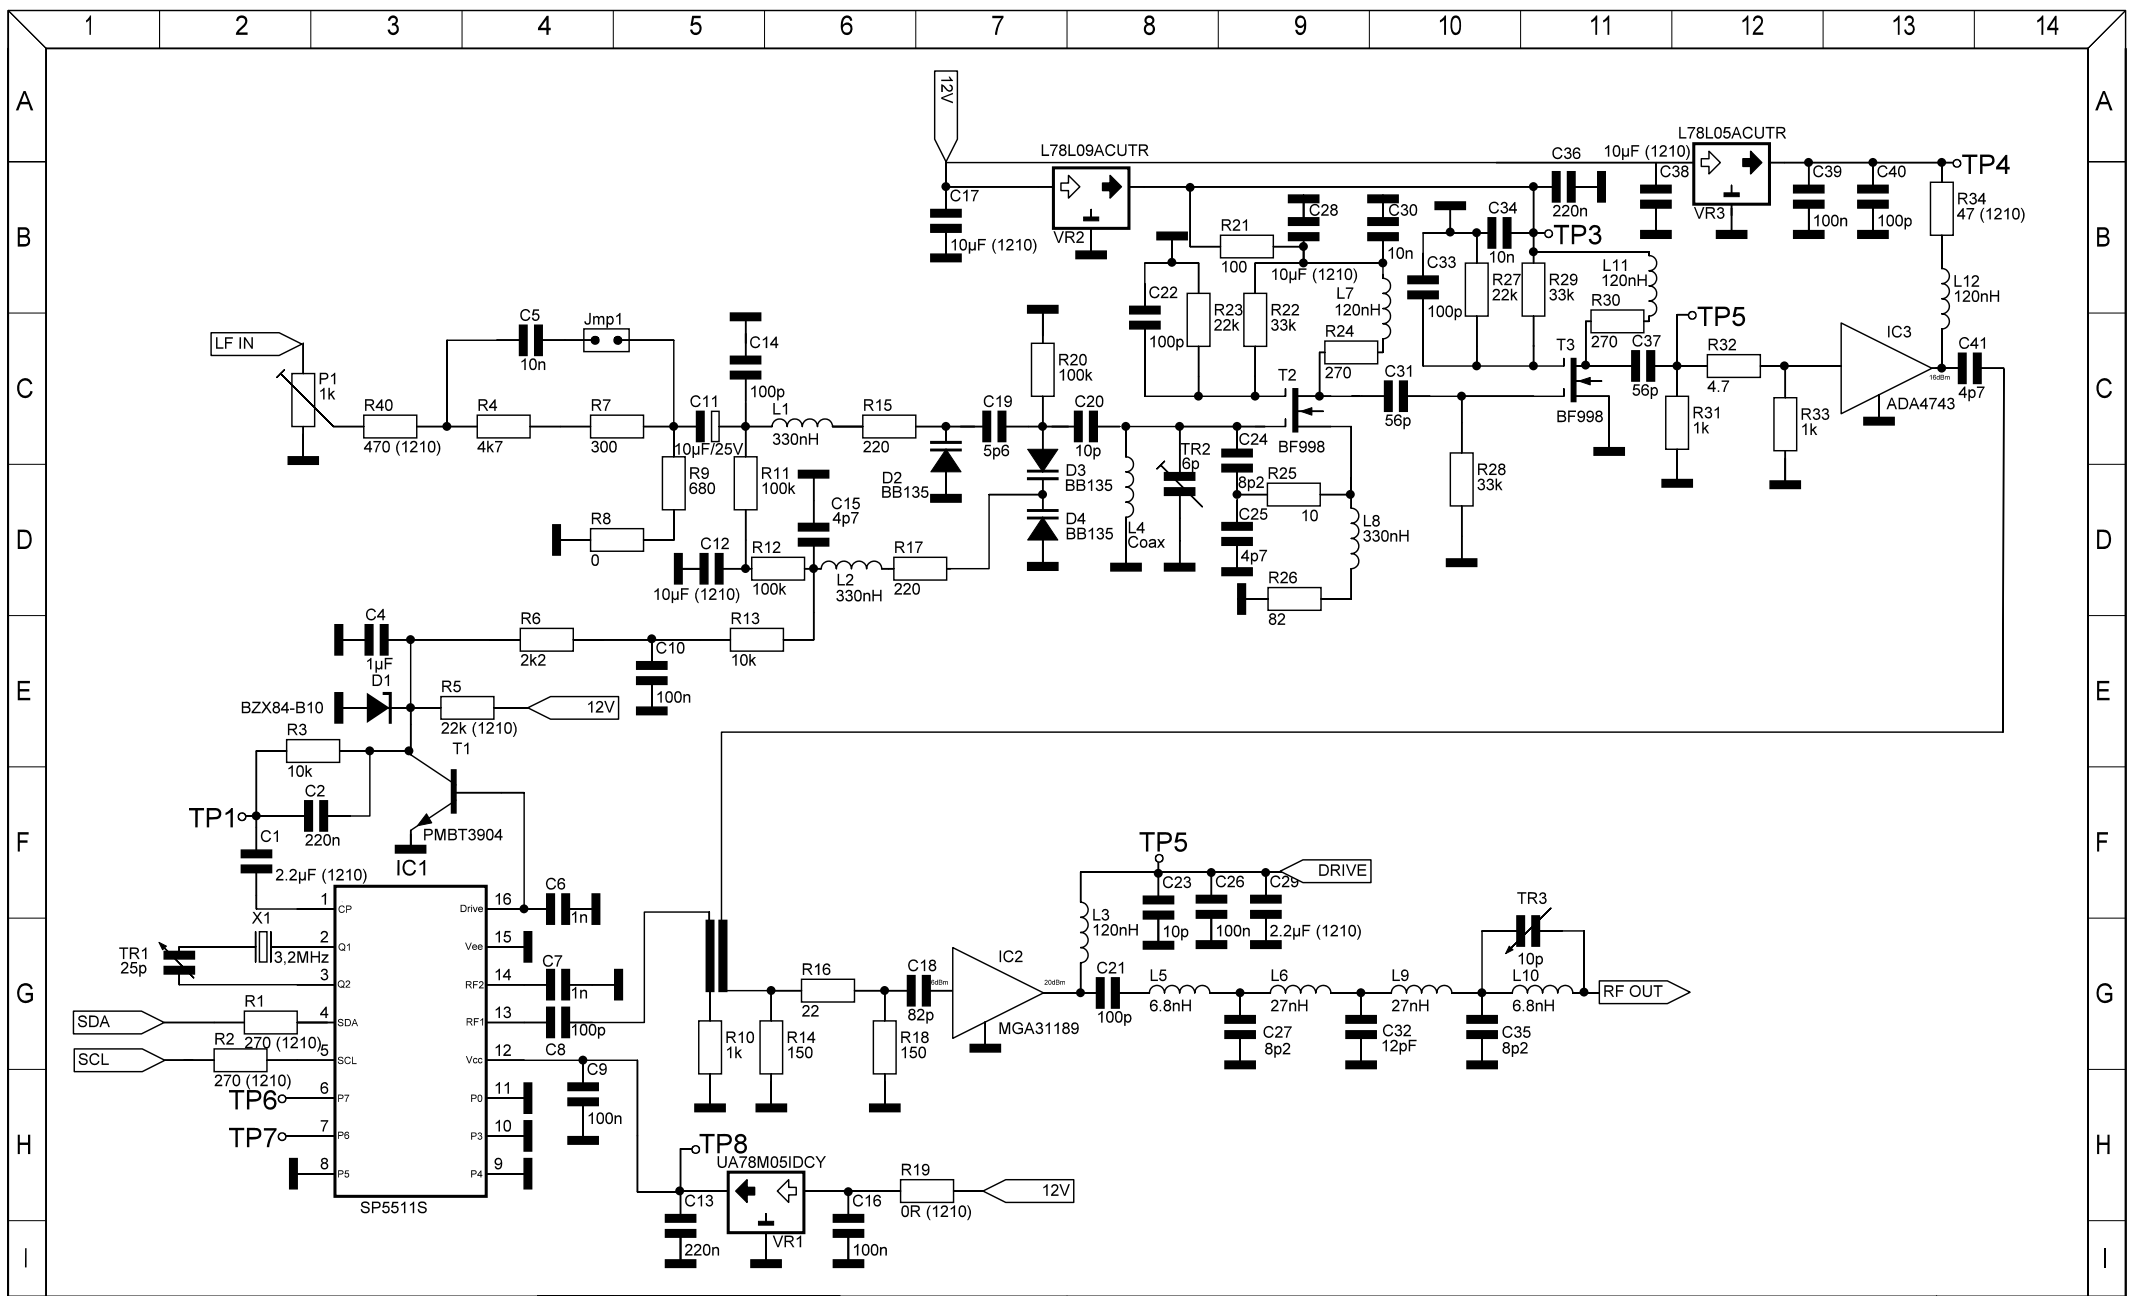 1 2 3 4 5 6 7 8 9 10 11 12 13 14
A A
12V
L78L09ACUTR
C36
10µF (1210)
L78L05ACUTR
TP4
C17
10µF (1210)
VR2
C28
C30
C34
220n
C38
VR3
C39
C40
R34
47 (1210)
B B
R21
100
10µF (1210)
10n
10n
TP3
100n
100p
C22
100p
R23
22k
R22
33k
L7
120nH
C33
100p
R27
22k
R29
33k
L11
120nH
R30
270
L12
120nH
LF IN
C5
10n
Jmp1
C14
100p
R20
100k
R24
270
T3
TP5
IC3
P1
1k
C C
R40
470 (1210)
R4
4k7
R7
300
C11
10µF/25V
L1
330nH
R15
220
C19
5p6
C20
10p
T2
BF998
C31
56p
BF998
C37
56p
R32
4.7
R31
1k
R33
1k
16dBm
ADA4743
C41
4p7
R9
680
R11
100k
C15
4p7
D2
BB135
D3
BB135
TR2
6p
C24
8p2
R25
10
R28
33k
D D
R8
0
C12
10µF (1210)
R12
100k
L2
330nH
R17
220
D4
BB135
L4
Coax
C25
4p7
L8
330nH
R26
82
C4
1µF
R6
2k2
C10
100n
R13
10k
E E
D1
BZX84-B10
R5
22k (1210)
12V
R3
10k
T1
C2
220n
TP1
PMBT3904
F F
C1
2.2µF (1210)
IC1
TP5
DRIVE
C23
10p
C26
100n
C29
2.2µF (1210)
1 CP Drive 16
C6
1n
X1
3,2MHz
TR1
25p
2 Q1 Vee 15
3 Q2 RF2 14
C7
1n
L3
120nH
TR3
10p
G G
R16
22
C18
82p
6dBm
IC2
20dBm
MGA31189
C21
100p
L5
6.8nH
L6
27nH
L9
27nH
L10
6.8nH
RF OUT
SDA
R1
270 (1210)
4 SDA RF1 13
100p
C8
R10
1k
R14
150
R18
150
C27
8p2
C32
12pF
C35
8p2
SCL
R2
270 (1210)
5 SCL Vcc 12
C9
100n
TP6
6 P7 P0 11
TP7
7 P6 P3 10
8 P5 P4 9
H H
SP5511S
TP8
UA78M05IDCY
C13
220n
VR1
C16
100n
R19
0R (1210)
12V
I I